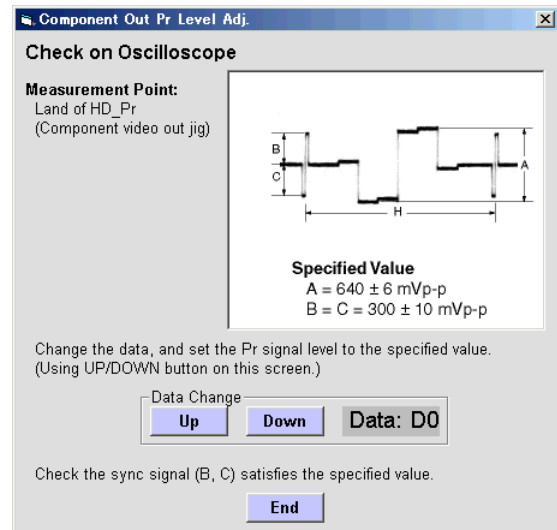 Component Out Pr Level Adj.
Check on Oscilloscope
Measurement Point:
Land of HD_Pr
(Component video out jig)
B
C
A
H
Specified Value
A = 640 ± 6 mVp-p
B = C = 300 ± 10 mVp-p
Change the data, and set the Pr signal level to the specified value.
(Using UP/DOWN button on this screen.)
Data Change
Up Down Data: D0
Check the sync signal (B, C) satisfies the specified value.
End